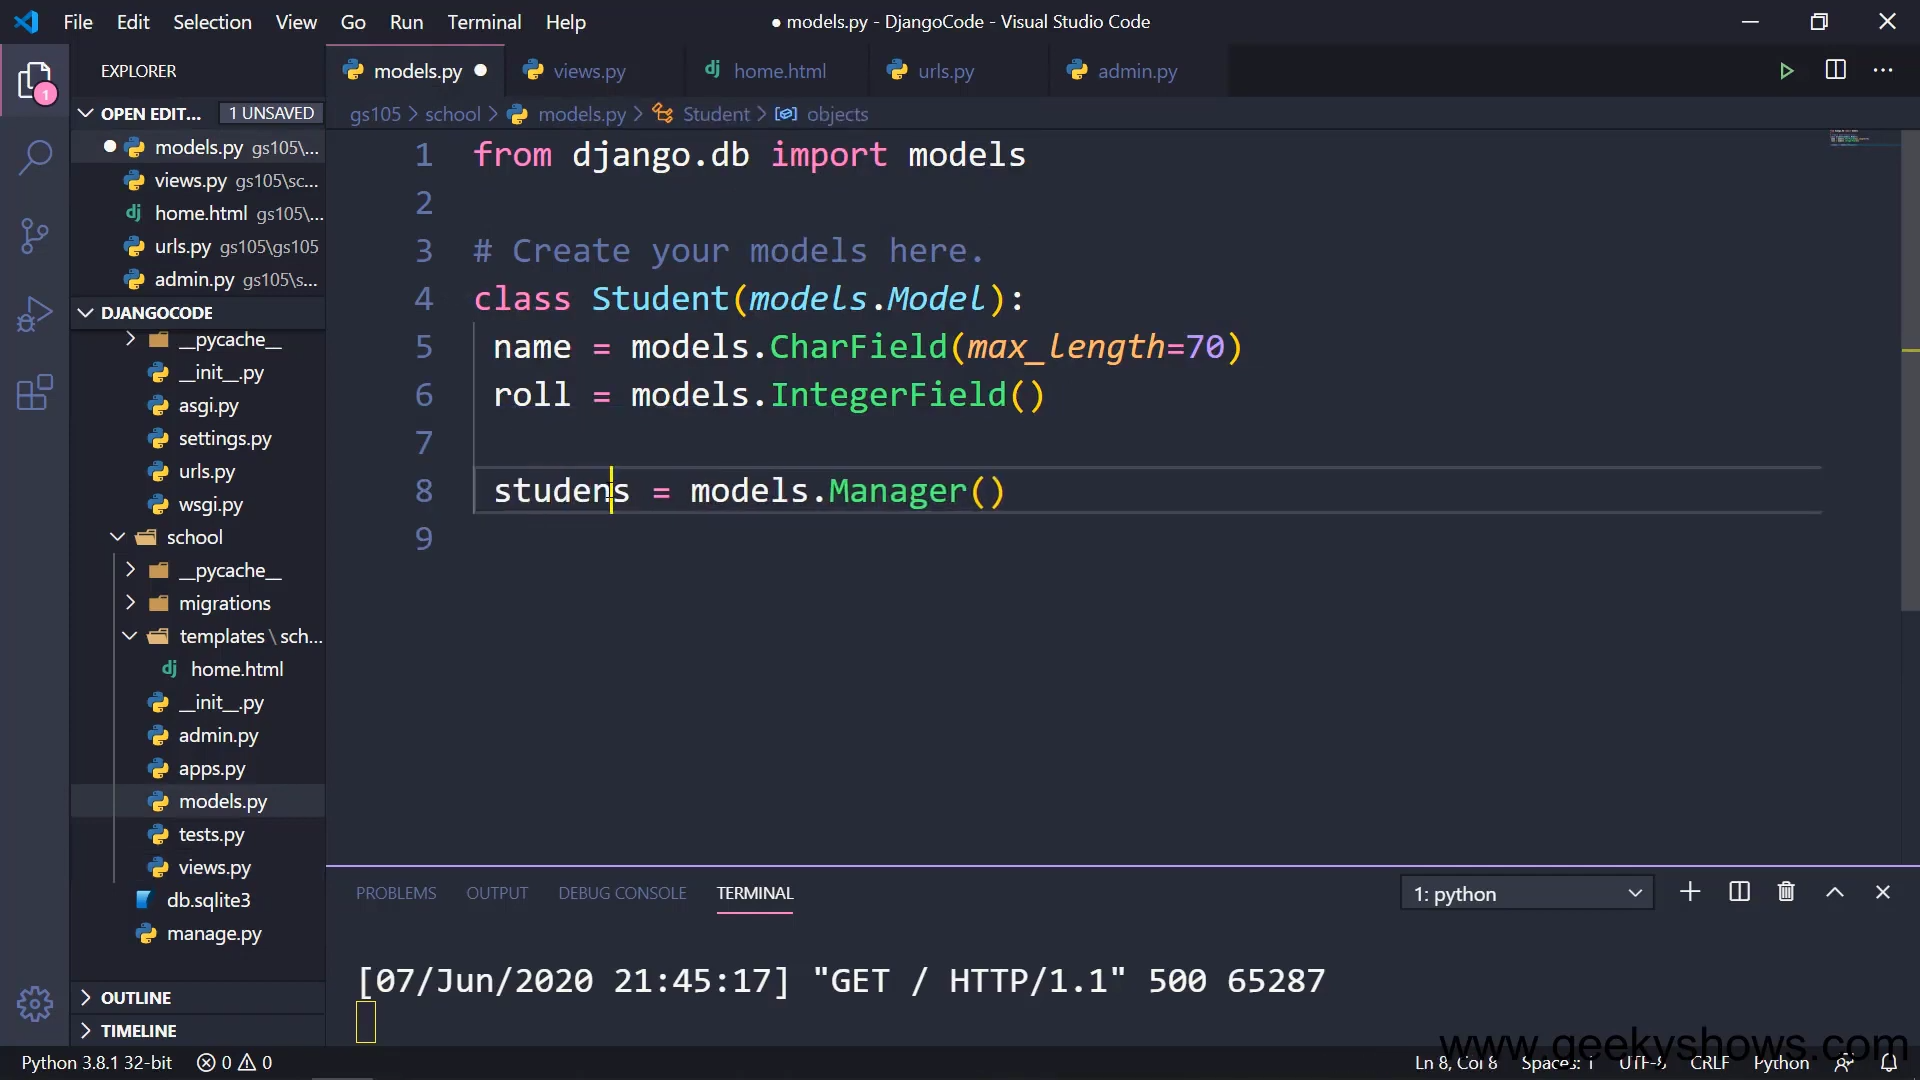 File Edit Selection View Go Run Terminal Help ● models.py - DjangoCode - Visual Studio Code
EXPLORER
models.py ● views.py home.html urls.py admin.py
OPEN EDIT... 1 UNSAVED
gs105 > school > models.py > Student > objects
models.py gs105\...
views.py gs105\sc...
home.html gs105\...
urls.py gs105\gs105
admin.py gs105\s...
DJANGOCODE
__pycache__
__init__.py
asgi.py
settings.py
urls.py
wsgi.py
school
__pycache__
migrations
templates \ sch...
home.html
__init__.py
admin.py
apps.py
models.py
tests.py
views.py
db.sqlite3
manage.py
OUTLINE
TIMELINE
1 from django.db import models
2
3 # Create your models here.
4 class Student(models.Model):
5 name = models.CharField(max_length=70)
6 roll = models.IntegerField()
7
8 studens = models.Manager()
9
PROBLEMS OUTPUT DEBUG CONSOLE TERMINAL 1: python
[07/Jun/2020 21:45:17] "GET / HTTP/1.1" 500 65287
www.geekyshows.com
Python 3.8.1 32-bit 0 0 Ln 8, Col 8 Spaces: 1 UTF-8 CRLF Python
1